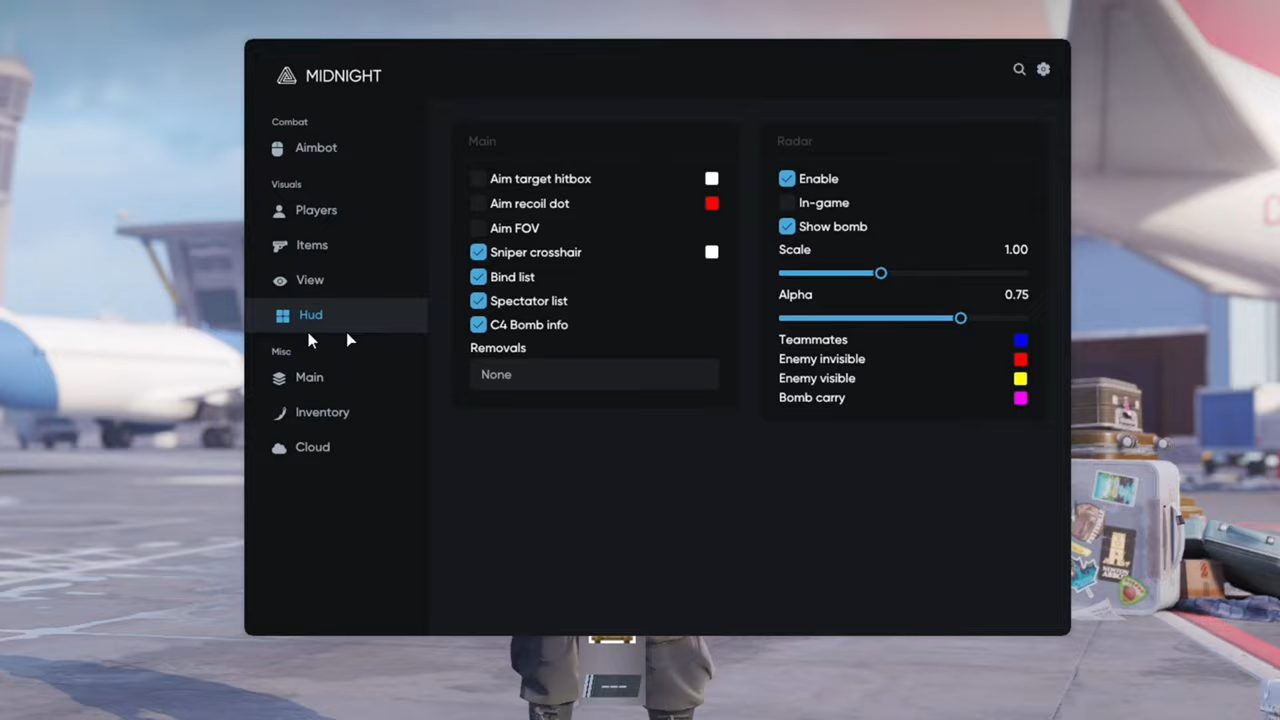 MIDNIGHT
Combat
Aimbot
Visuals
Players
Items
View
Hud
Misc
Main
Inventory
Cloud
Main
Aim target hitbox
Aim recoil dot
Aim FOV
Sniper crosshair
Bind list
Spectator list
C4 Bomb info
Removals
None
Radar
Enable
In-game
Show bomb
Scale 1.00
Alpha 0.75
Teammates
Enemy invisible
Enemy visible
Bomb carry